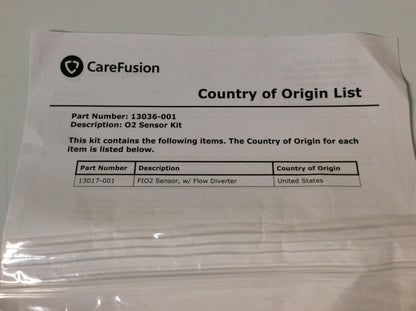 CareFusion
Country of Origin List
Part Number: 13036-001
Description: O2 Sensor Kit
This kit contains the following items. The Country of Origin for each
item is listed below.
Part Number Description Country of Origin
13017-001 FIO2 Sensor, w/ Flow Diverter United States